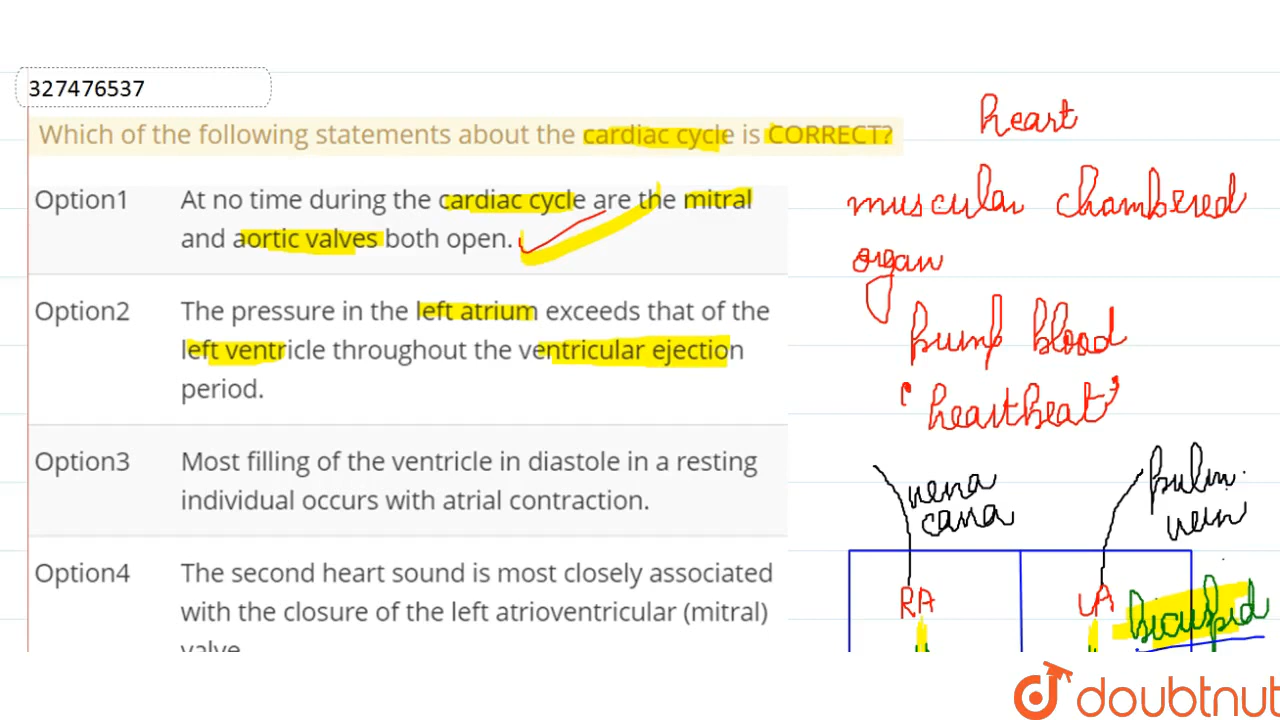 327476537
Which of the following statements about the cardiac cycle is CORRECT?
Option1 At no time during the cardiac cycle are the mitral
and aortic valves both open.
Option2 The pressure in the left atrium exceeds that of the
left ventricle throughout the ventricular ejection
period.
Option3 Most filling of the ventricle in diastole in a resting
individual occurs with atrial contraction.
Option4 The second heart sound is most closely associated
with the closure of the left atrioventricular (mitral)
valve
heart
muscular chambered
organ
pump blood
"heartbeat"
vena
cava
pulm.
vein
RA
LA
bicuspid
doubtnut